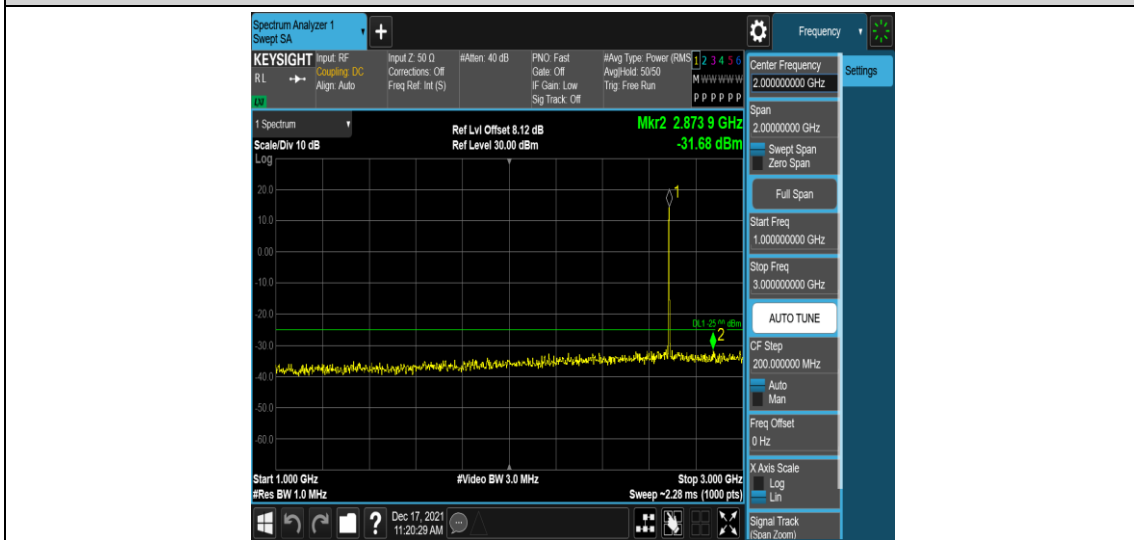 Spectrum Analyzer 1
Swept SA
+
Frequency
KEYSIGHT
RL
LXI
Input: RF
Coupling: DC
Align: Auto
Input Z: 50 Ω
Corrections: Off
Freq Ref: Int (S)
#Atten: 40 dB
PNO: Fast
Gate: Off
IF Gain: Low
Sig Track: Off
#Avg Type: Power (RMS
Avg|Hold: 50/50
Trig: Free Run
1 2 3 4 5 6
M W W W W W
P P P P P P
Center Frequency
2.000000000 GHz
Settings
1 Spectrum
Scale/Div 10 dB
Ref Lvl Offset 8.12 dB
Ref Level 30.00 dBm
Mkr2 2.873 9 GHz
-31.68 dBm
Log
20.0
10.0
0.00
-10.0
-20.0
-30.0
-40.0
-50.0
-60.0
1
DL1 -25.00 dBm
2
Start 1.000 GHz
#Res BW 1.0 MHz
#Video BW 3.0 MHz
Stop 3.000 GHz
Sweep ~2.28 ms (1000 pts)
Span
2.00000000 GHz
Swept Span
Zero Span
Full Span
Start Freq
1.000000000 GHz
Stop Freq
3.000000000 GHz
AUTO TUNE
CF Step
200.000000 MHz
Auto
Man
Freq Offset
0 Hz
X Axis Scale
Log
Lin
Signal Track
(Span Zoom)
?
Dec 17, 2021
11:20:29 AM